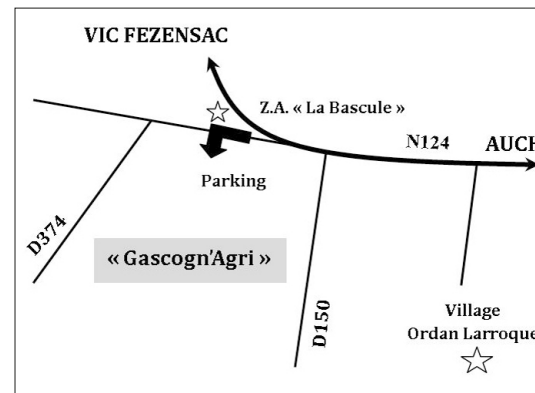 VIC FEZENSAC
Z.A. « La Bascule »
N124
AUCH
Parking
D374
« Gascogn’Agri »
D150
Village
Ordan Larroque